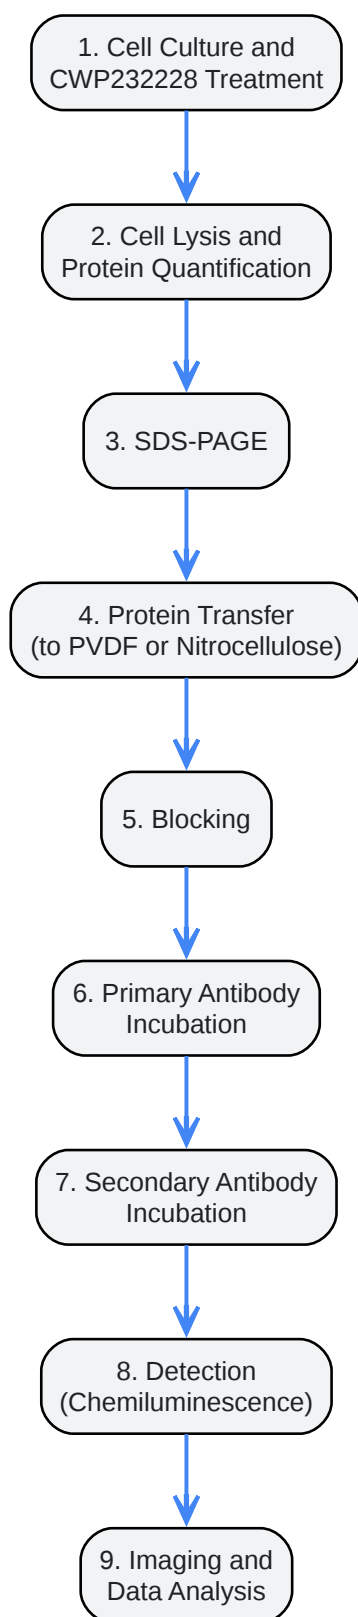 1. Cell Culture and
CWP232228 Treatment
2. Cell Lysis and
Protein Quantification
3. SDS-PAGE
4. Protein Transfer
(to PVDF or Nitrocellulose)
5. Blocking
6. Primary Antibody
Incubation
7. Secondary Antibody
Incubation
8. Detection
(Chemiluminescence)
9. Imaging and
Data Analysis